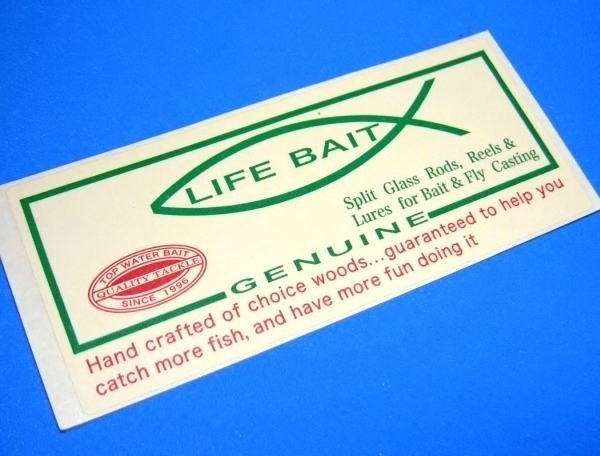 LIFE BAIT
Split Glass Rods, Reels &
Lures for Bait & Fly Casting
TOP WATER BAIT
QUALITY TACKLE
SINCE 1996
GENUINE
Hand crafted of choice woods...guaranteed to help you
catch more fish, and have more fun doing it